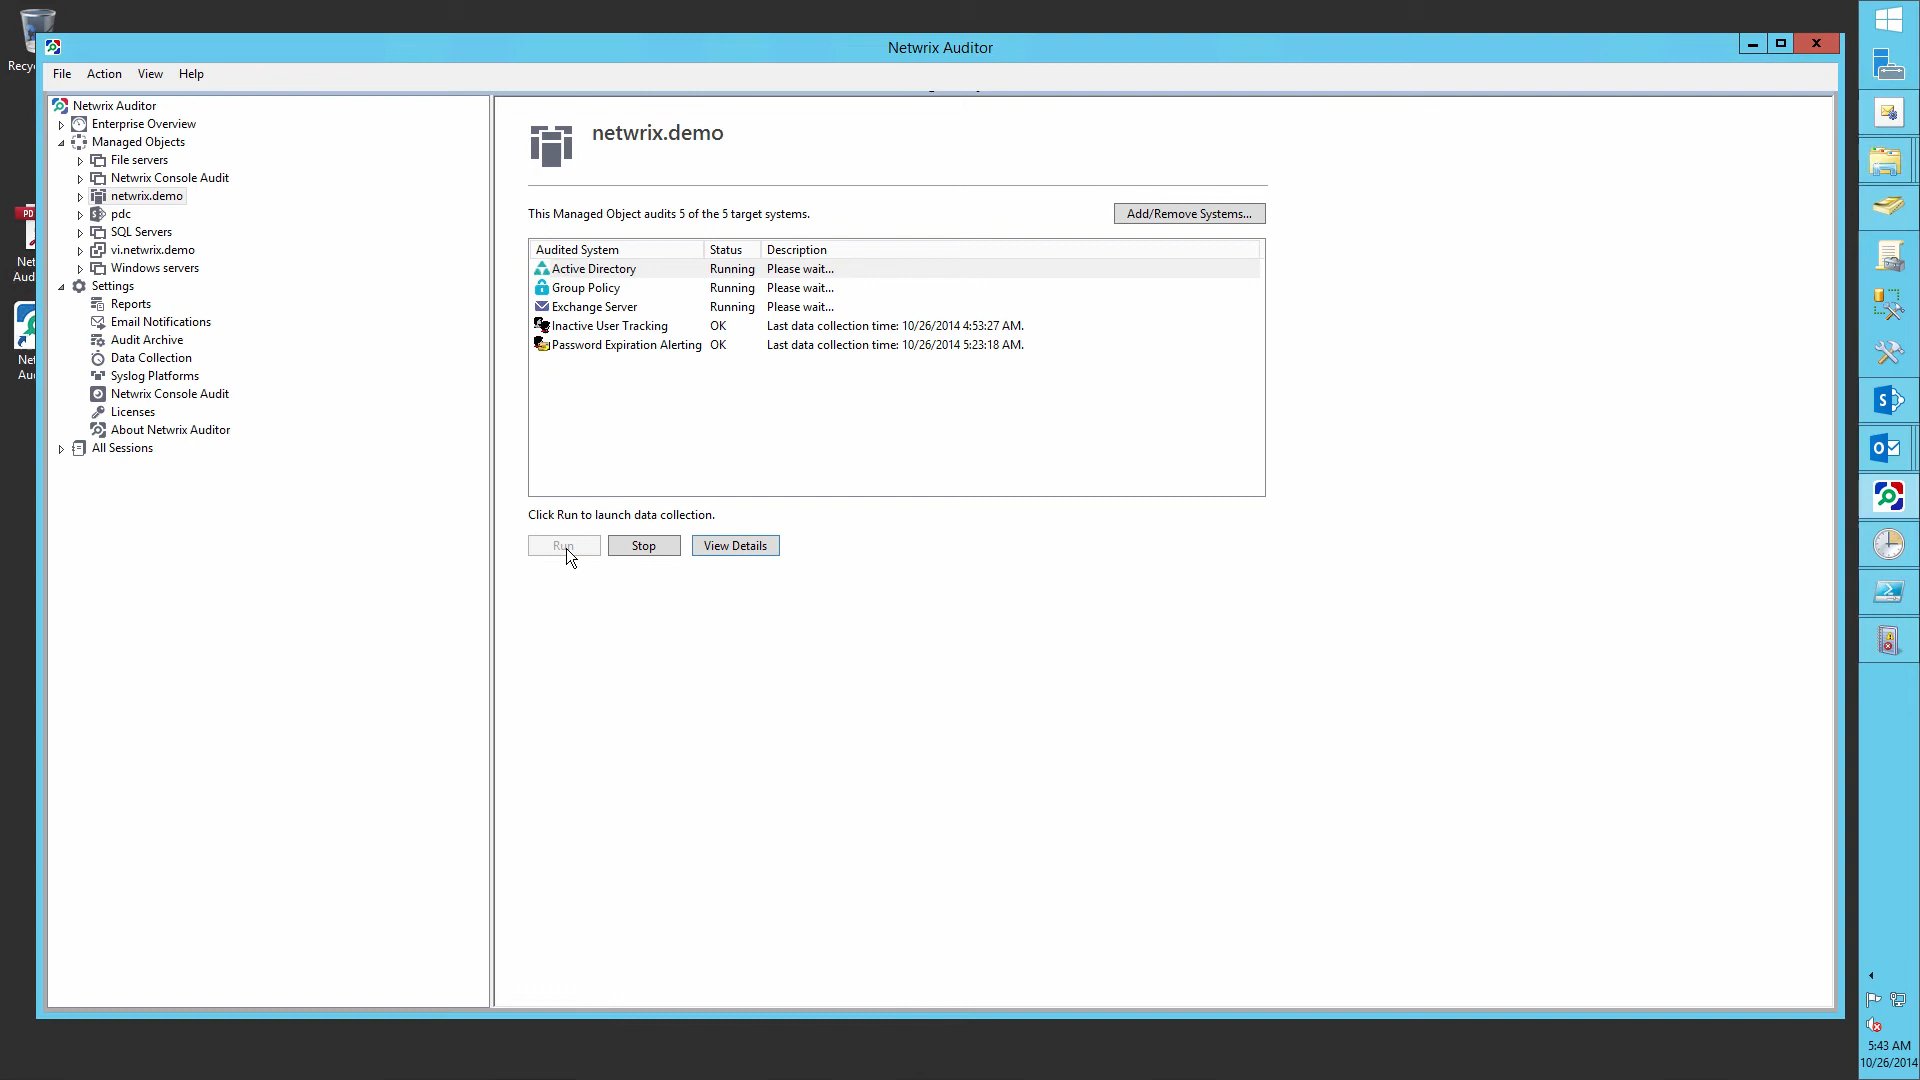 Recy
Netwrix Auditor
File Action View Help
Netwrix Auditor
Enterprise Overview
Managed Objects
File servers
Netwrix Console Audit
netwrix.demo
pdc
SQL Servers
vi.netwrix.demo
Windows servers
Settings
Reports
Email Notifications
Audit Archive
Data Collection
Syslog Platforms
Netwrix Console Audit
Licenses
About Netwrix Auditor
All Sessions
PD
Net
Aud
Net
Au
netwrix.demo
This Managed Object audits 5 of the 5 target systems.
Add/Remove Systems...
Audited System Status Description
Active Directory Running Please wait...
Group Policy Running Please wait...
Exchange Server Running Please wait...
Inactive User Tracking OK Last data collection time: 10/26/2014 4:53:27 AM.
Password Expiration Alerting OK Last data collection time: 10/26/2014 5:23:18 AM.
Click Run to launch data collection.
Run Stop View Details
5:43 AM
10/26/2014